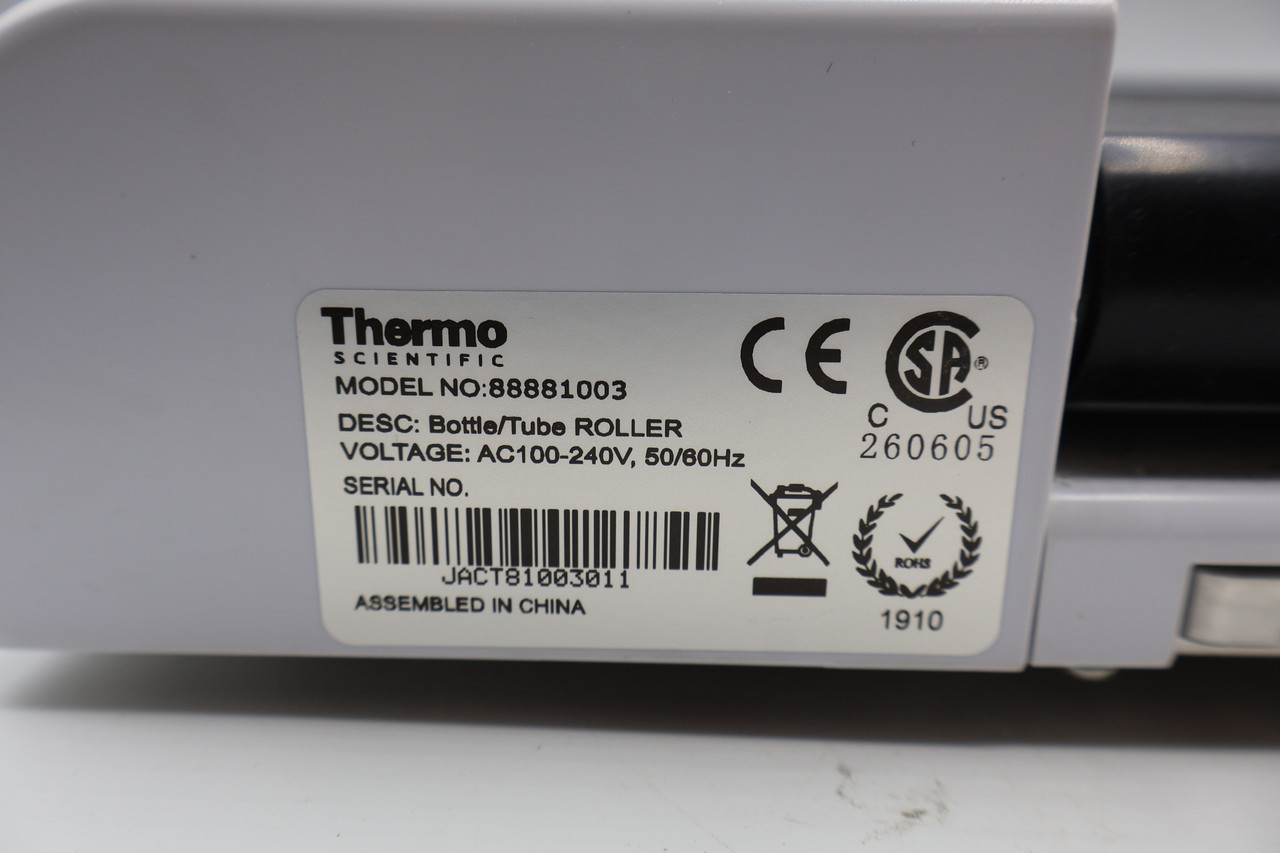 Thermo
SCIENTIFIC
MODEL NO:88881003
DESC: Bottle/Tube ROLLER
VOLTAGE: AC100-240V, 50/60Hz
SERIAL NO.
JACT81003011
ASSEMBLED IN CHINA
CE
SA ®
C US
260605
ROHS
1910